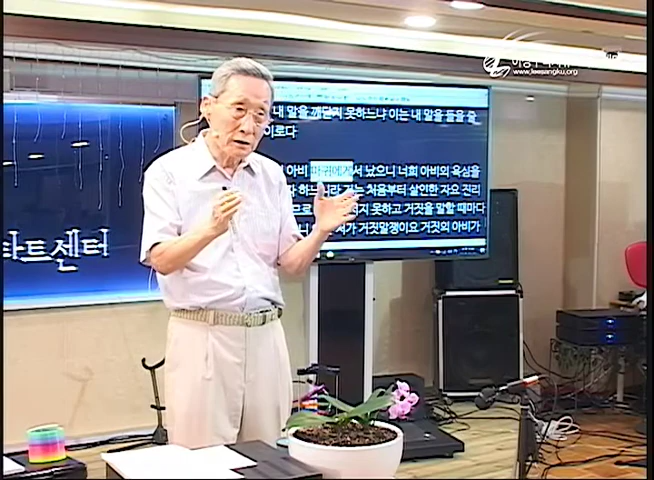 www.leesangku.org
내 말을 깨닫지 못하느냐 이는 내 말을 들을 줄
이로다
아비 마귀에게서 났으니 너희 아비의 욕심을
하느니라 저는 처음부터 살인한 자요 진리
못하고 거짓을 말할 때마다
거짓말쟁이요 거짓의 아비가
타트센터